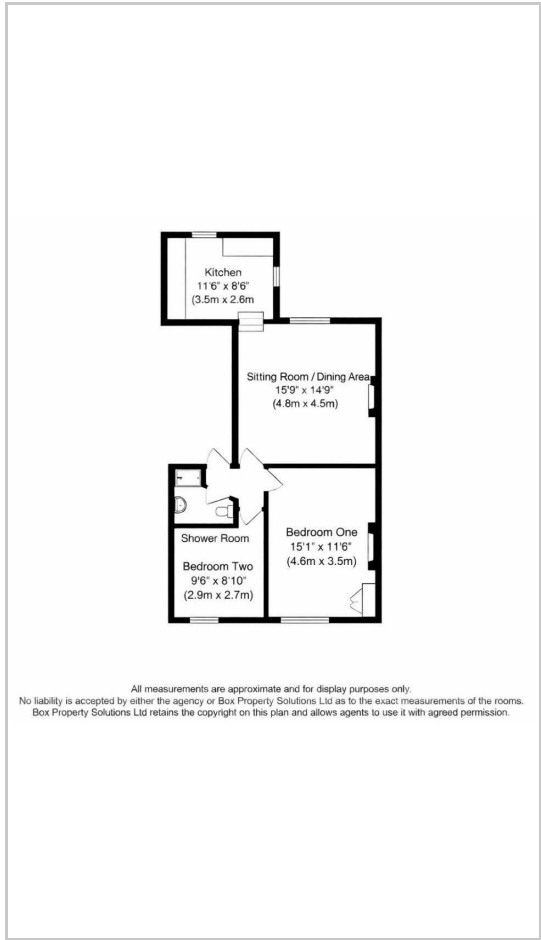 Kitchen
11'6" x 8'6"
(3.5m x 2.6m
Sitting Room / Dining Area
15'9" x 14'9"
(4.8m x 4.5m)
Shower Room
Bedroom One
15'1" x 11'6"
(4.6m x 3.5m)
Bedroom Two
9'6" x 8'10"
(2.9m x 2.7m)
All measurements are approximate and for display purposes only.
No liability is accepted by either the agency or Box Property Solutions Ltd as to the exact measurements of the rooms.
Box Property Solutions Ltd retains the copyright on this plan and allows agents to use it with agreed permission.